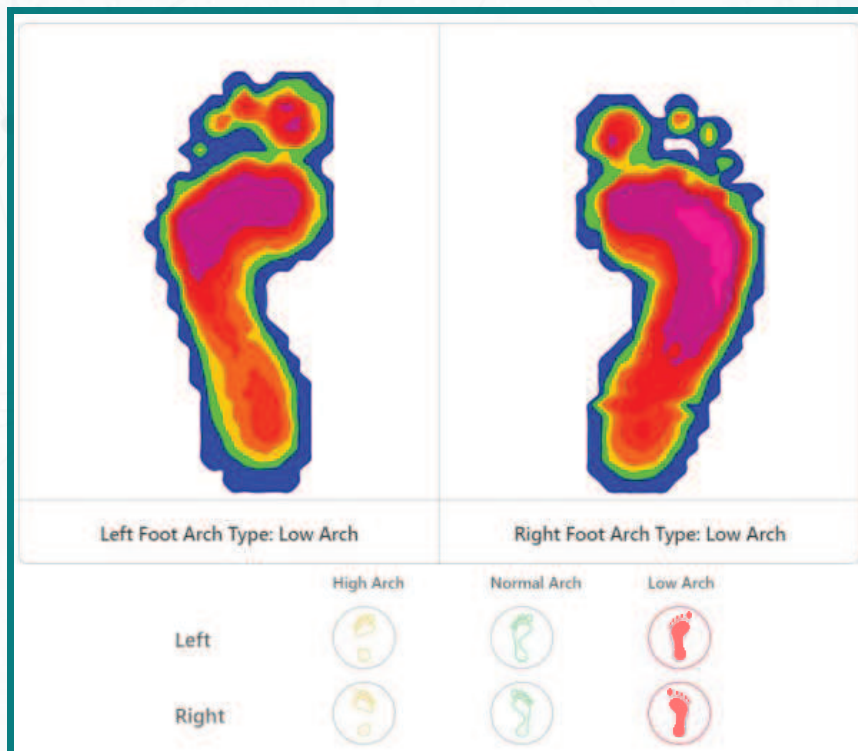 Left Foot Arch Type: Low Arch
Right Foot Arch Type: Low Arch
High Arch
Normal Arch
Low Arch
Left
Right